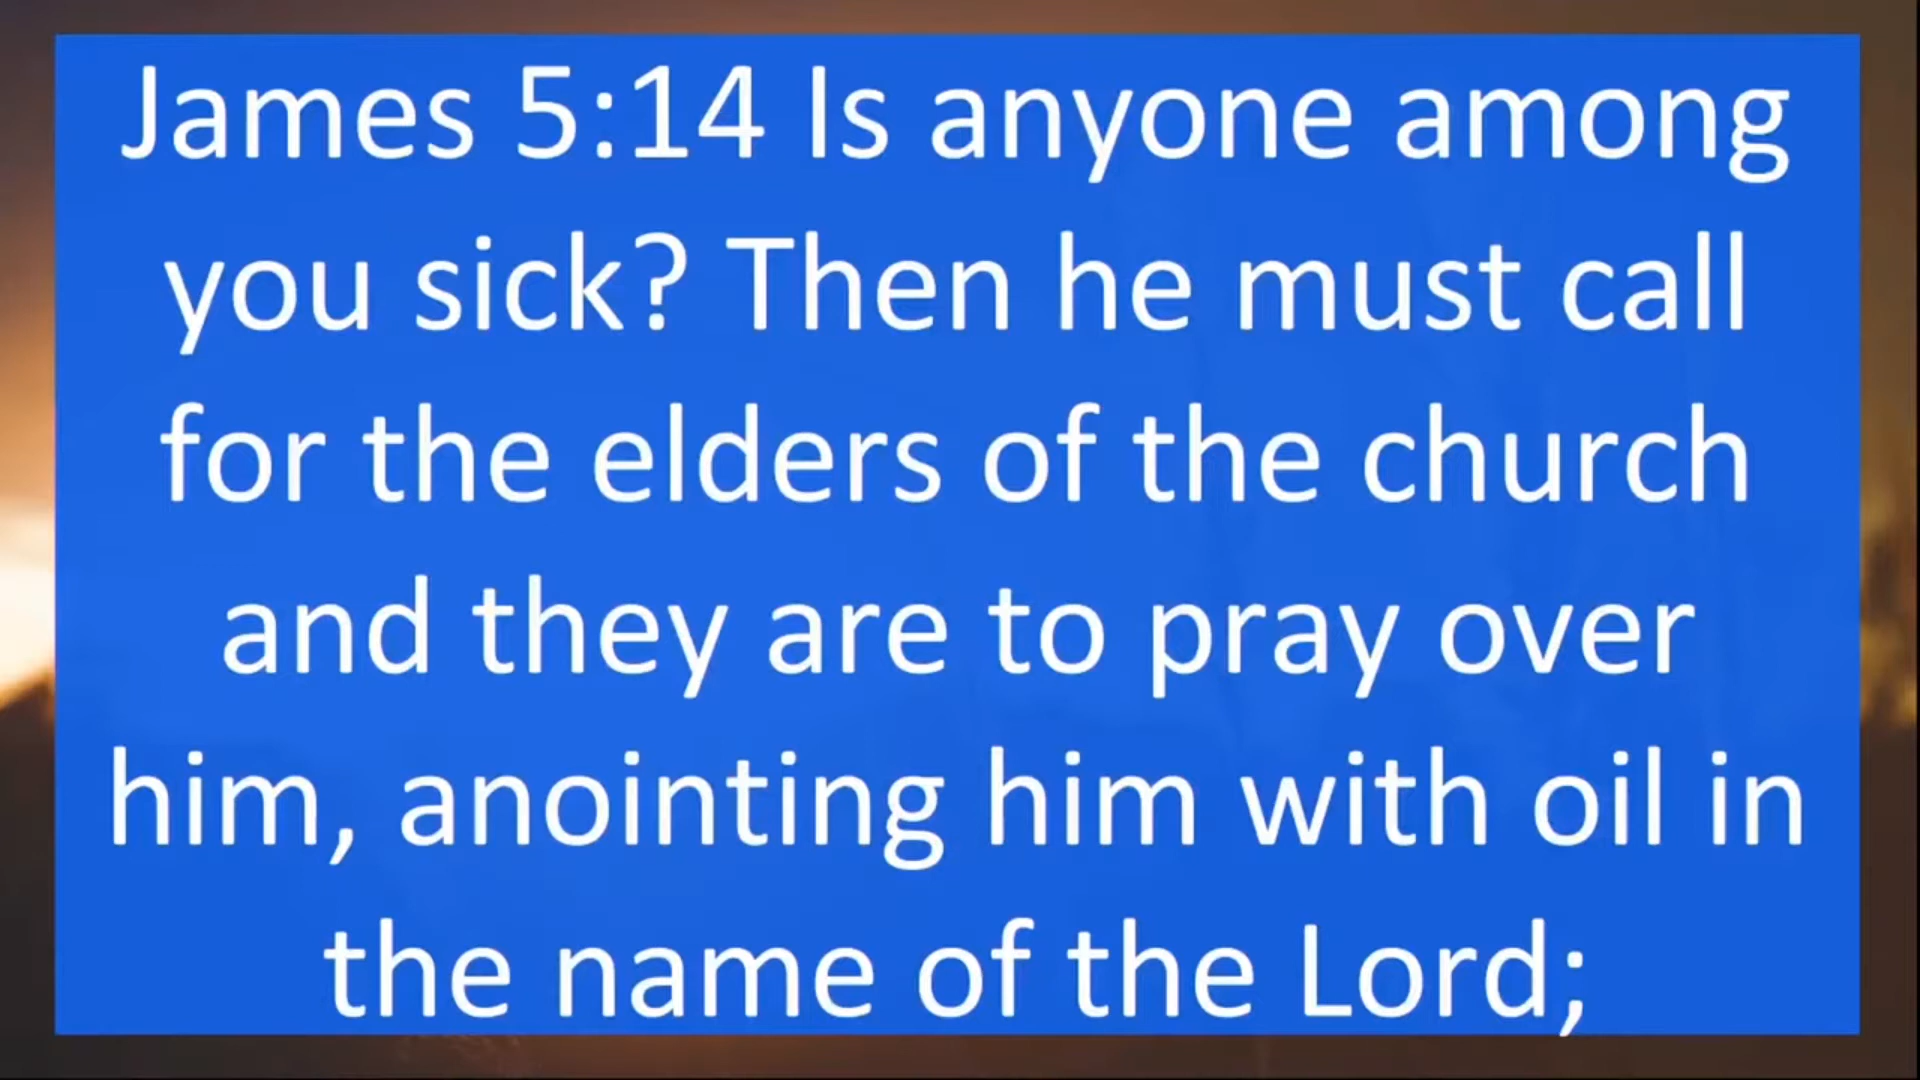 James 5:14 Is anyone among
you sick? Then he must call
for the elders of the church
and they are to pray over
him, anointing him with oil in
the name of the Lord;